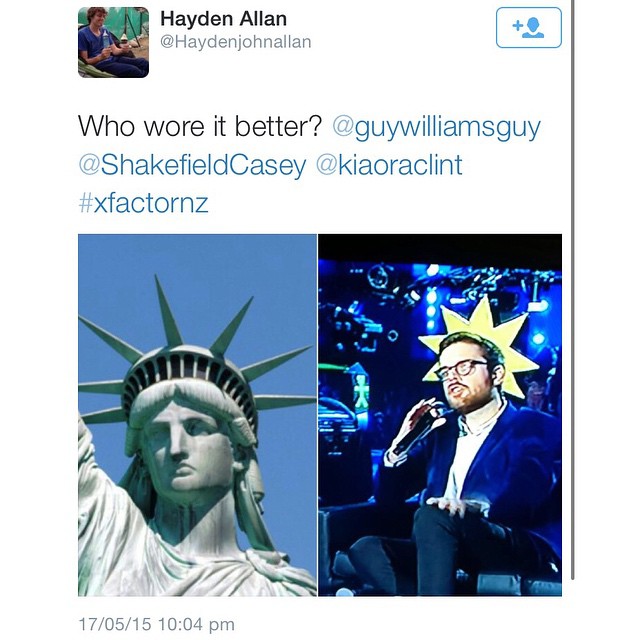 Hayden Allan
@Haydenjohnallan
Who wore it better? @guywilliamsguy
@ShakefieldCasey @kiaoraclint
#xfactornz
17/05/15 10:04 pm